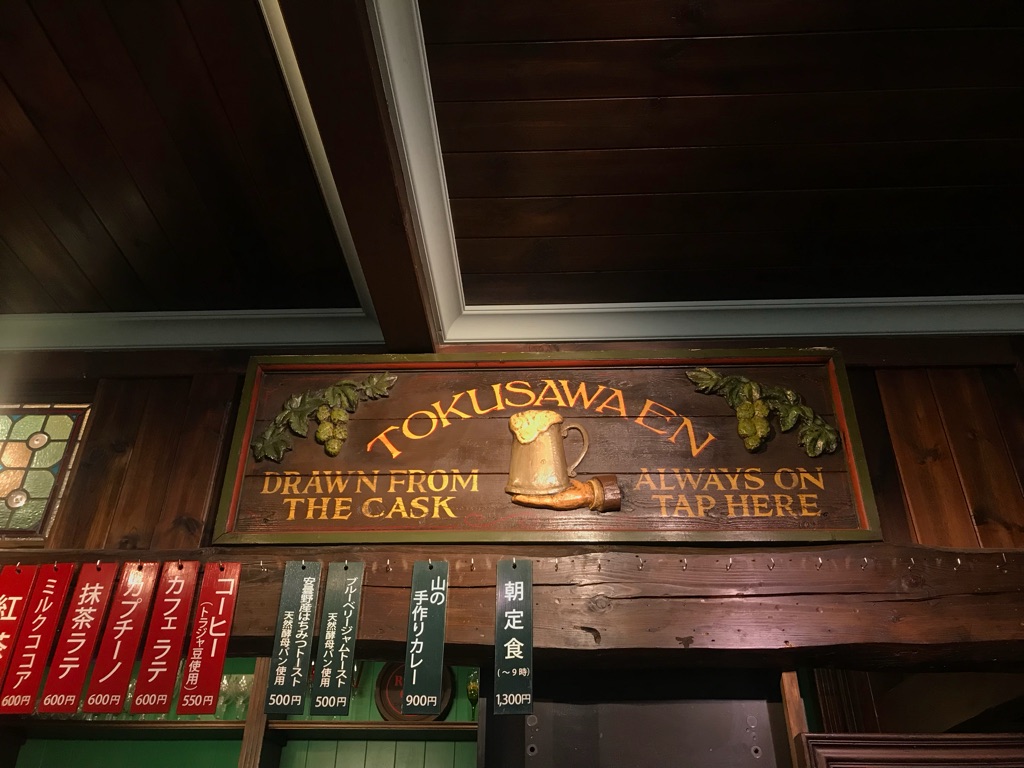 TOKUSAWA EN
DRAWN FROM
THE CASK
ALWAYS ON
TAP HERE
紅茶
600円
ミルクココア
600円
抹茶ラテ
600円
カプチーノ
600円
カフェラテ
600円
コーヒー
(トラジャ豆使用)
550円
安曇野産はちみつトースト
天然酵母パン使用
500円
ブルーベリージャムトースト
天然酵母パン使用
500円
山の
手作りカレー
900円
朝定食
(～9時)
1,300円